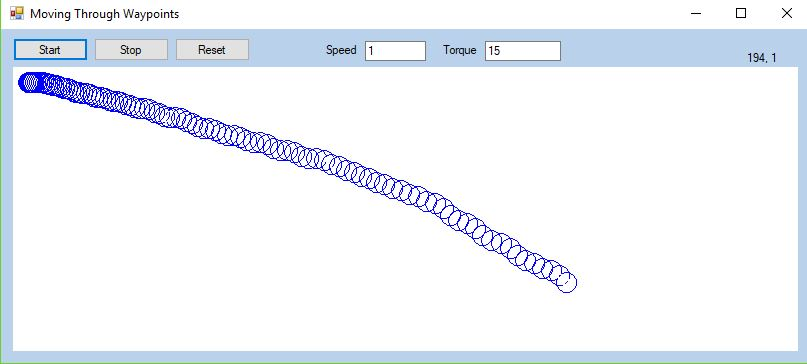 Moving Through Waypoints
Start Stop Reset Speed 1 Torque 15
194, 1